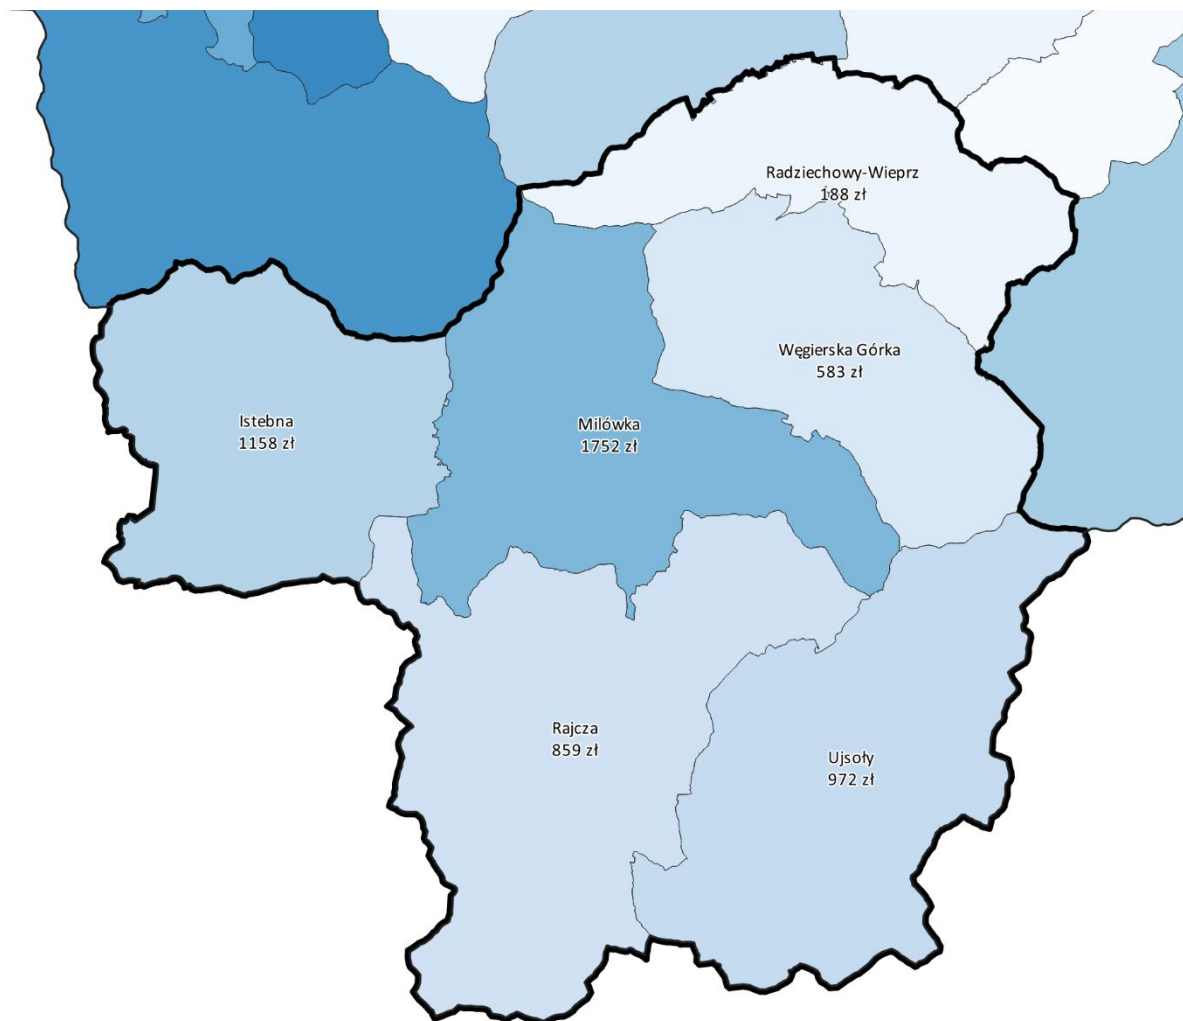 Radziechowy-Wieprz
188 zł
Węgierska Górka
583 zł
Istebna
1158 zł
Milówka
1752 zł
Rajcza
859 zł
Ujsoły
972 zł